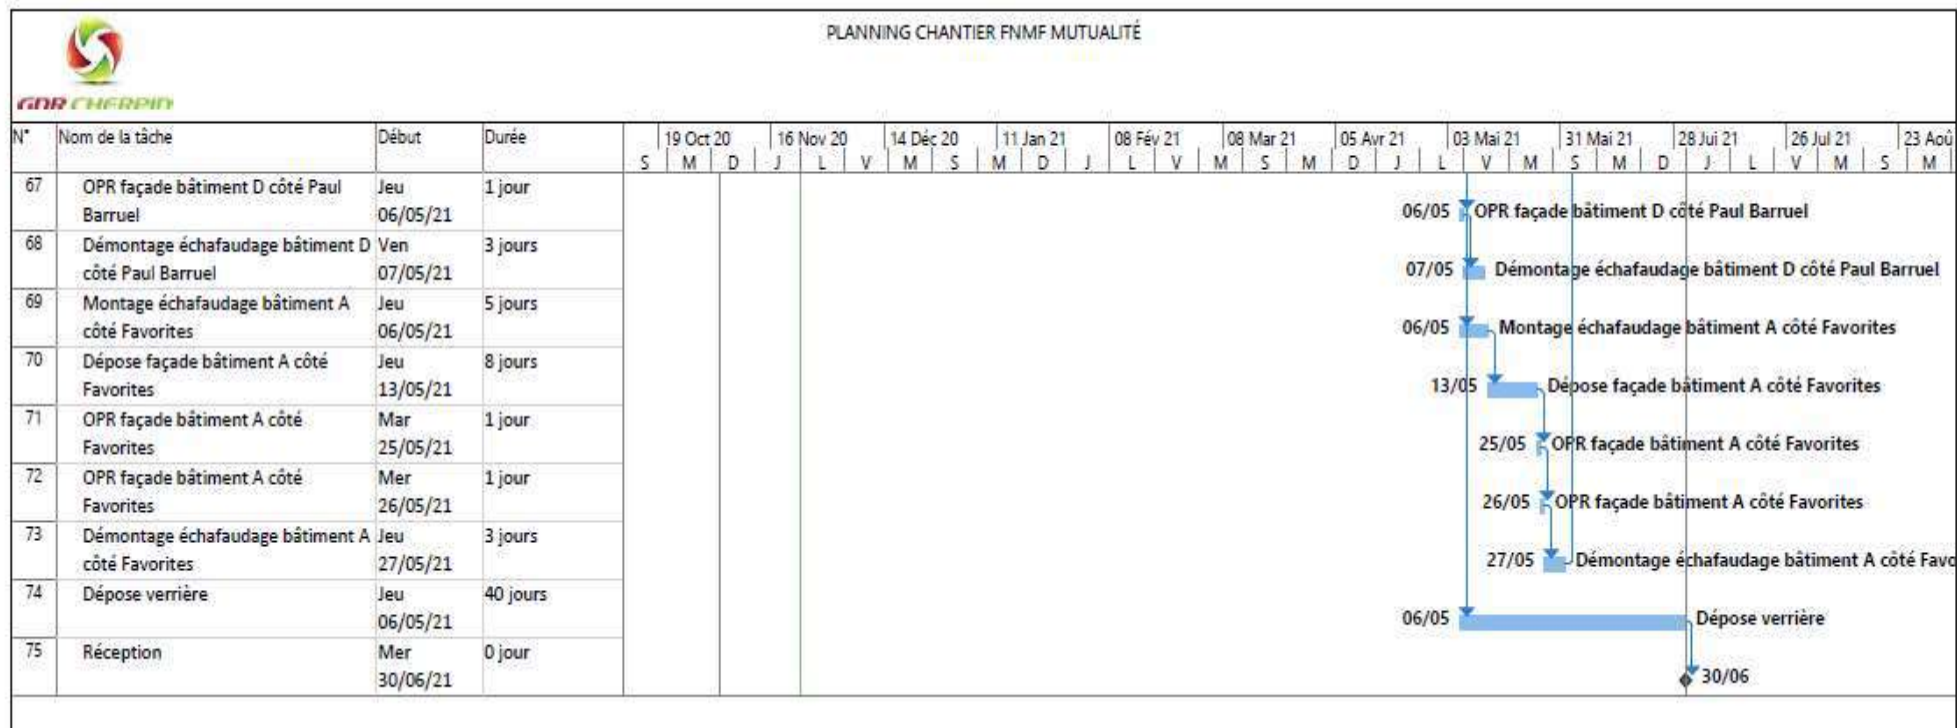 PLANNING CHANTIER FNMF MUTUALITÉ
GDR CHERPIN
N° Nom de la tâche Début Durée 19 Oct 20 16 Nov 20 14 Déc 20 11 Jan 21 08 Fév 21 08 Mar 21 05 Avr 21 03 Mai 21 31 Mai 21 28 Jui 21 26 Jul 21 23 Aoû
S M D J L V M S M D J L V M S M D J L V M S M D J L V M S M
67 OPR façade bâtiment D côté Paul Jeu 1 jour
Barruel 06/05/21 06/05 OPR façade bâtiment D côté Paul Barruel
68 Démontage échafaudage bâtiment D Ven 3 jours
côté Paul Barruel 07/05/21 07/05 Démontage échafaudage bâtiment D côté Paul Barruel
69 Montage échafaudage bâtiment A Jeu 5 jours
côté Favorites 06/05/21 06/05 Montage échafaudage bâtiment A côté Favorites
70 Dépose façade bâtiment A côté Jeu 8 jours
Favorites 13/05/21 13/05 Dépose façade bâtiment A côté Favorites
71 OPR façade bâtiment A côté Mar 1 jour
Favorites 25/05/21 25/05 OPR façade bâtiment A côté Favorites
72 OPR façade bâtiment A côté Mer 1 jour
Favorites 26/05/21 26/05 OPR façade bâtiment A côté Favorites
73 Démontage échafaudage bâtiment A Jeu 3 jours
côté Favorites 27/05/21 27/05 Démontage échafaudage bâtiment A côté Favo
74 Dépose verrière Jeu 40 jours
06/05/21 06/05 Dépose verrière
75 Réception Mer 0 jour
30/06/21 30/06